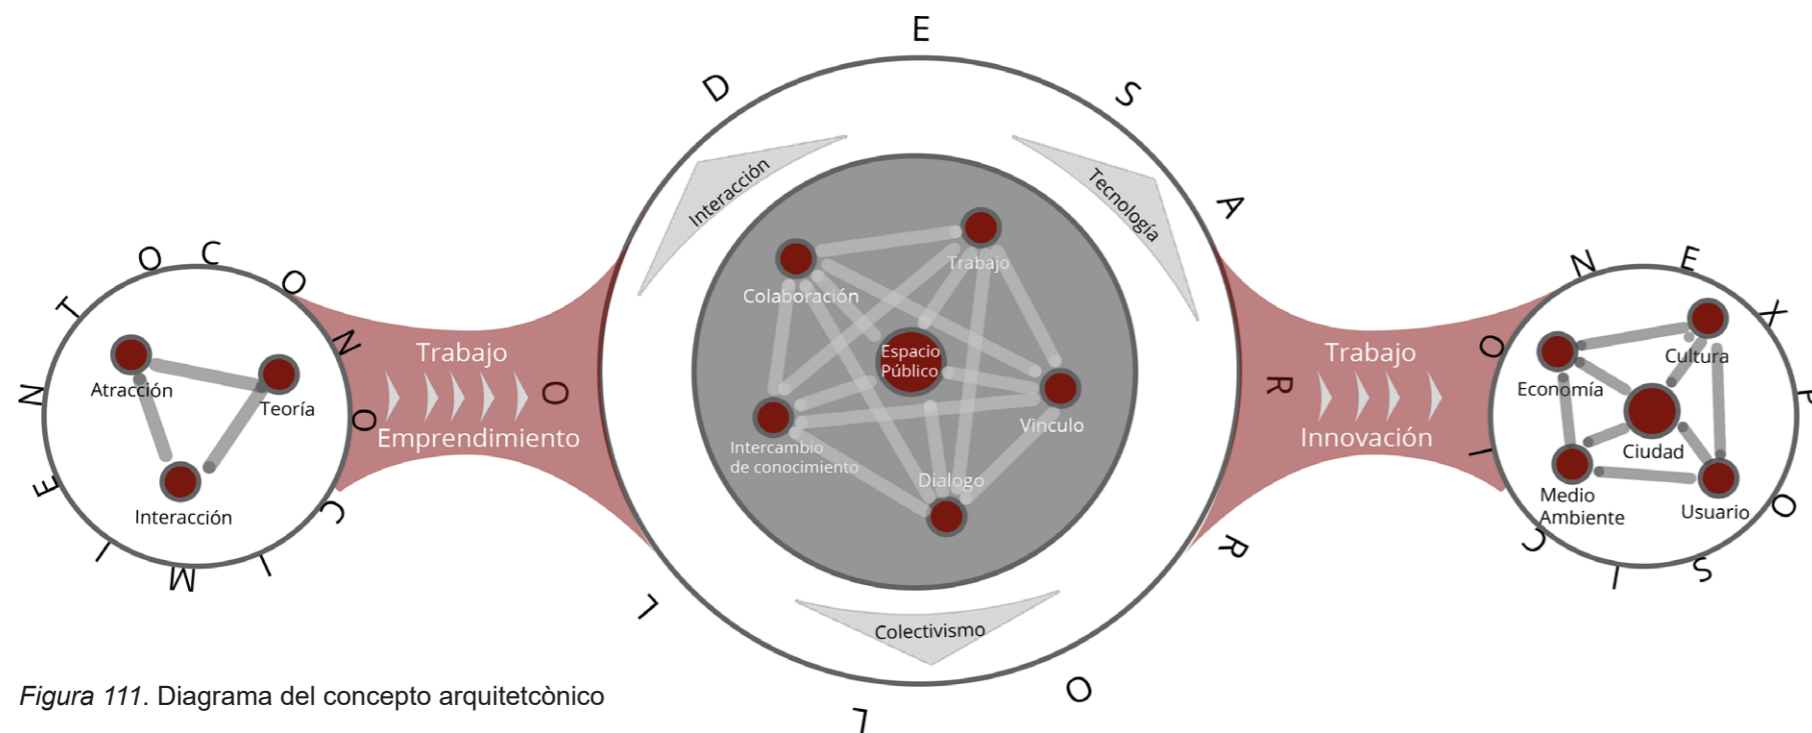 CONOCIMIENTO
Atracción
Teoría
Interacción
Trabajo
Emprendimiento
DESARROLLO
Interacción
Tecnología
Colectivismo
Colaboración
Trabajo
Espacio
Público
Vinculo
Intercambio
de conocimiento
Dialogo
Trabajo
Innovación
EXPOSICION
Cultura
Economía
Ciudad
Medio
Ambiente
Usuario
Figura 111. Diagrama del concepto arquitetcònico